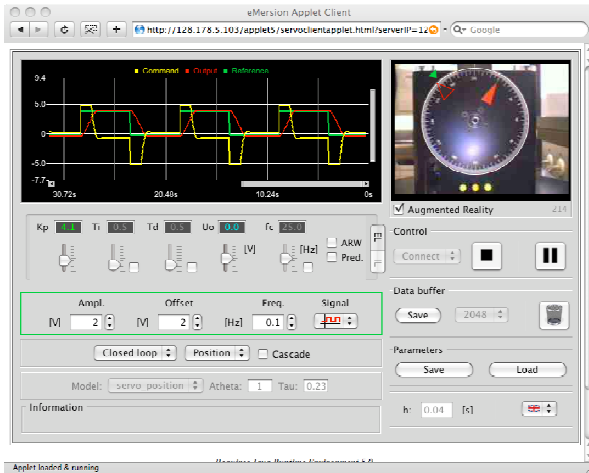 eMersion Applet Client
http://128.178.5.103/applet5/servoclientapplet.html?serverIP=12
Google
Command Output Reference
9.4
5.0
0
-5.0
-7.7
30.72s 20.48s 10.24s 0s
Augmented Reality 214
Kp 4.1 Ti 0.5 Td 0.5 Uo 0.0 fc 25.0
[V] [Hz]
ARW
Pred.
Control
Connect
Data buffer
Save 2048
Ampl. Offset Freq. Signal
[V] 2 [V] 2 [Hz] 0.1
Closed loop Position Cascade
Parameters
Save Load
Model: servo_position Atheta: 1 Tau: 0.23
h: 0.04 [s]
Information
Applet loaded & running